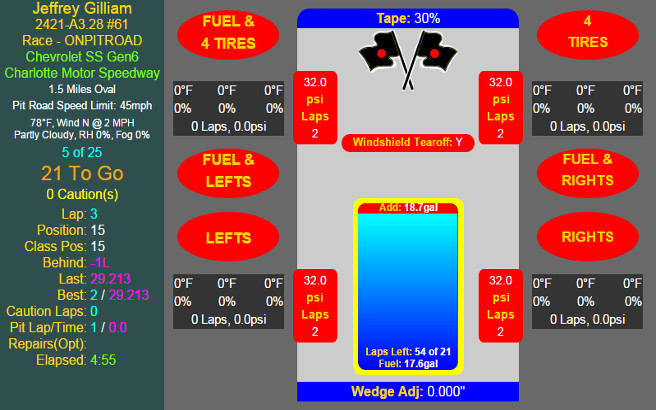 Jeffrey Gilliam
2421-A3.28 #61
Race - ONPITROAD
Chevrolet SS Gen6
Charlotte Motor Speedway
1.5 Miles Oval
Pit Road Speed Limit: 45mph
78°F, Wind N @ 2 MPH
Partly Cloudy, RH 0%, Fog 0%
5 of 25
21 To Go
0 Caution(s)
Lap: 3
Position: 15
Class Pos: 15
Behind: -1L
Last: 29.213
Best: 2 / 29.213
Caution Laps: 0
Pit Lap/Time: 1 / 0.0
Repairs(Opt):
Elapsed: 4:55
FUEL &
4 TIRES
0°F 0°F 0°F
0% 0% 0%
0 Laps, 0.0psi
FUEL &
LEFTS
LEFTS
0°F 0°F 0°F
0% 0% 0%
0 Laps, 0.0psi
Tape: 30%
32.0
psi
Laps
2
32.0
psi
Laps
2
Windshield Tearoff: Y
Add: 18.7gal
Laps Left: 54 of 21
Fuel: 17.6gal
32.0
psi
Laps
2
32.0
psi
Laps
2
Wedge Adj: 0.000"
4
TIRES
0°F 0°F 0°F
0% 0% 0%
0 Laps, 0.0psi
FUEL &
RIGHTS
RIGHTS
0°F 0°F 0°F
0% 0% 0%
0 Laps, 0.0psi